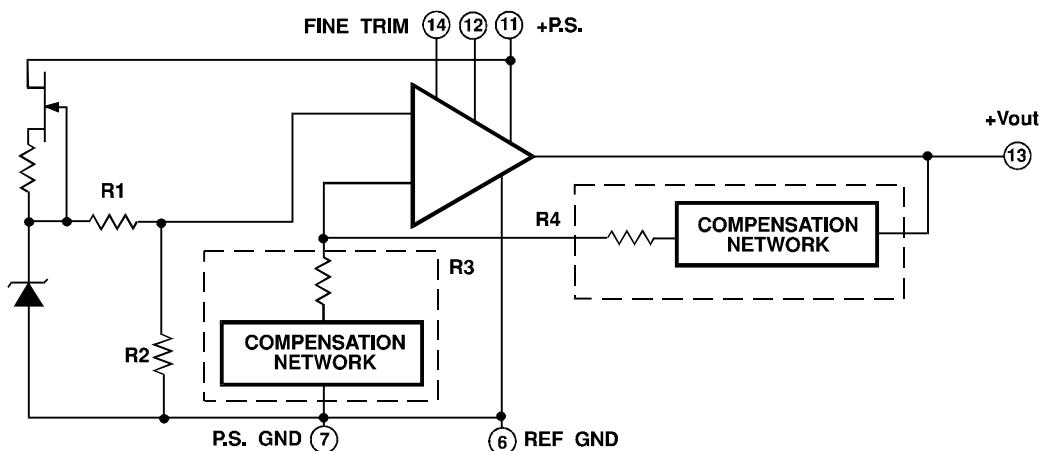 FINE TRIM 14 12 11 +P.S.
+Vout
13
R1
R4
COMPENSATION
NETWORK
R3
R2
COMPENSATION
NETWORK
P.S. GND 7
6 REF GND